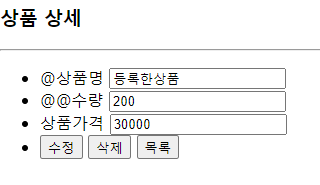 상품 상세
@상품명 등록한상품
@@수량 200
상품가격 30000
수정 삭제 목록